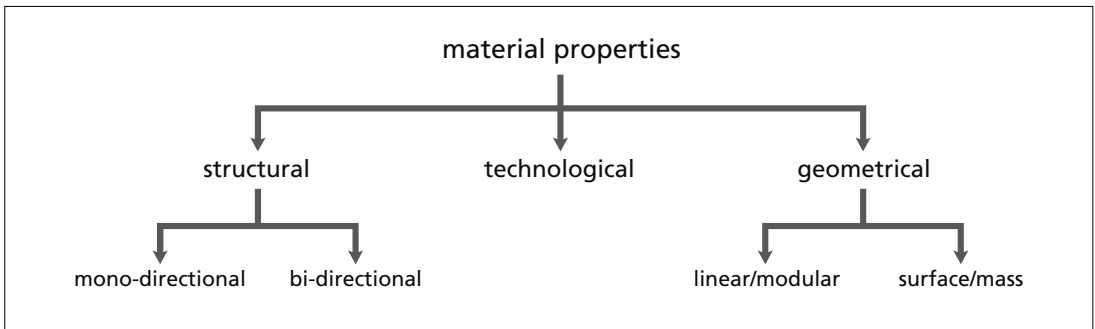 material properties
structural technological geometrical
mono-directional bi-directional linear/modular surface/mass